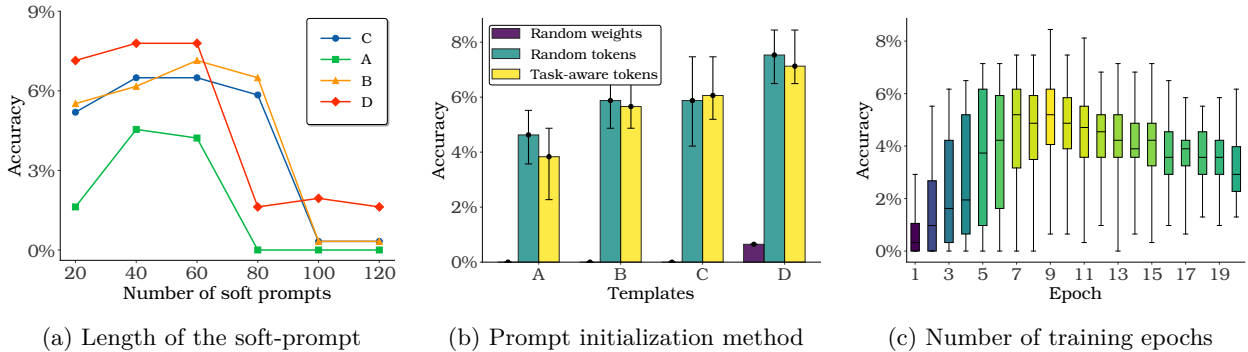 9%
6%
3%
0%
Accuracy
C
A
B
D
20 40 60 80 100 120
Number of soft prompts
(a) Length of the soft-prompt
8%
6%
4%
2%
0%
Accuracy
Random weights
Random tokens
Task-aware tokens
A B C D
Templates
(b) Prompt initialization method
8%
6%
4%
2%
0%
Accuracy
1 3 5 7 9 11 13 15 17 19
Epoch
(c) Number of training epochs